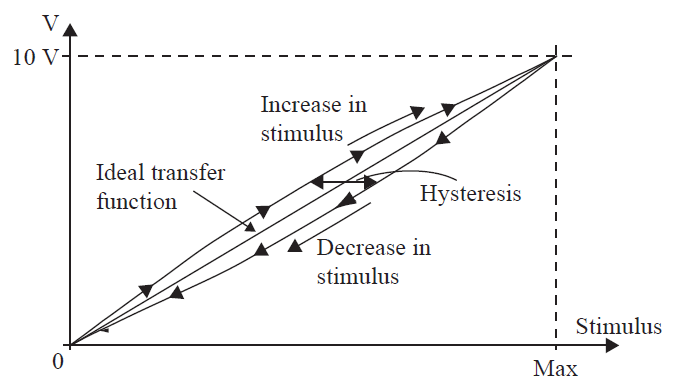 V
10 V
Increase in
stimulus
Ideal transfer
function
Hysteresis
Decrease in
stimulus
Stimulus
0
Max